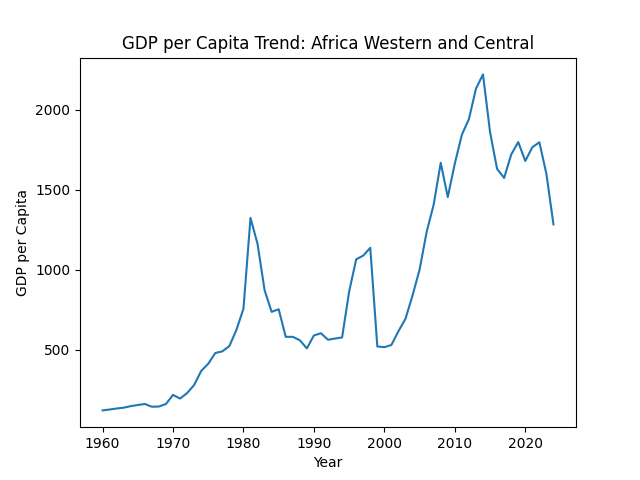 GDP per Capita Trend: Africa Western and Central
2000
1500
1000
500
GDP per Capita
1960 1970 1980 1990 2000 2010 2020
Year